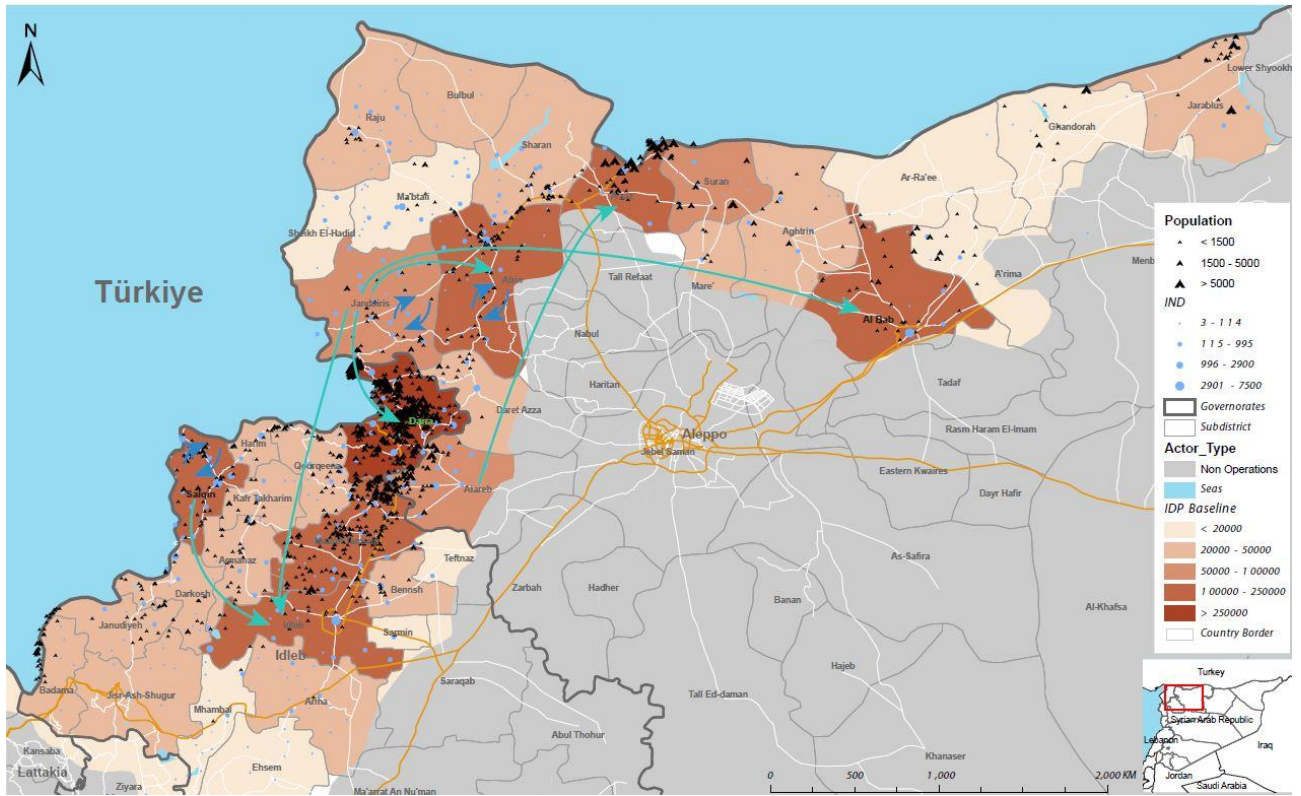 N
Türkiye
Bulbul
Raju
Sharan
Ma'btali
Sheikh El-Hadid
Jandairis
Afrin
Suran
Aghtrin
Tall Refaat
Mare'
Nabul
Haritan
Ar-Ra'ee
Ghandorah
Lower Shyookh
Jarablus
Menb
A'rima
Al Bab
Tadaf
Rasm Haram El-Imam
Eastern Kwaires
Dayr Hafir
Aleppo
Jebel Saman
Daret Azza
Dana
Atareb
Harim
Qourqeena
Salqin
Kafr Takharim
Armanaz
Darkosh
Janudiyeh
Badama
Jisr-Ash-Shugur
Mhambal
Ariha
Idleb
Idleb
Teftnaz
Bennsh
Sarmin
Saraqab
Zarbah
Hadher
Banan
As-Safira
Al-Khafsa
Hajeb
Tall Ed-daman
Abul Thohur
Khanaser
Ehsem
Ma'arrat An Nu'man
Kansaba
Lattakia
Ziyara
Population
< 1500
1500 - 5000
> 5000
IND
3 - 114
115 - 995
996 - 2900
2901 - 7500
Governorates
Subdistrict
Actor_Type
Non Operations
Seas
IDP Baseline
< 20000
20000 - 50000
50000 - 100000
100000 - 250000
> 250000
Country Border
0 500 1,000 2,000 KM
Turkey
Syrian Arab Republic
Lebanon
Iraq
Jordan
Saudi Arabia